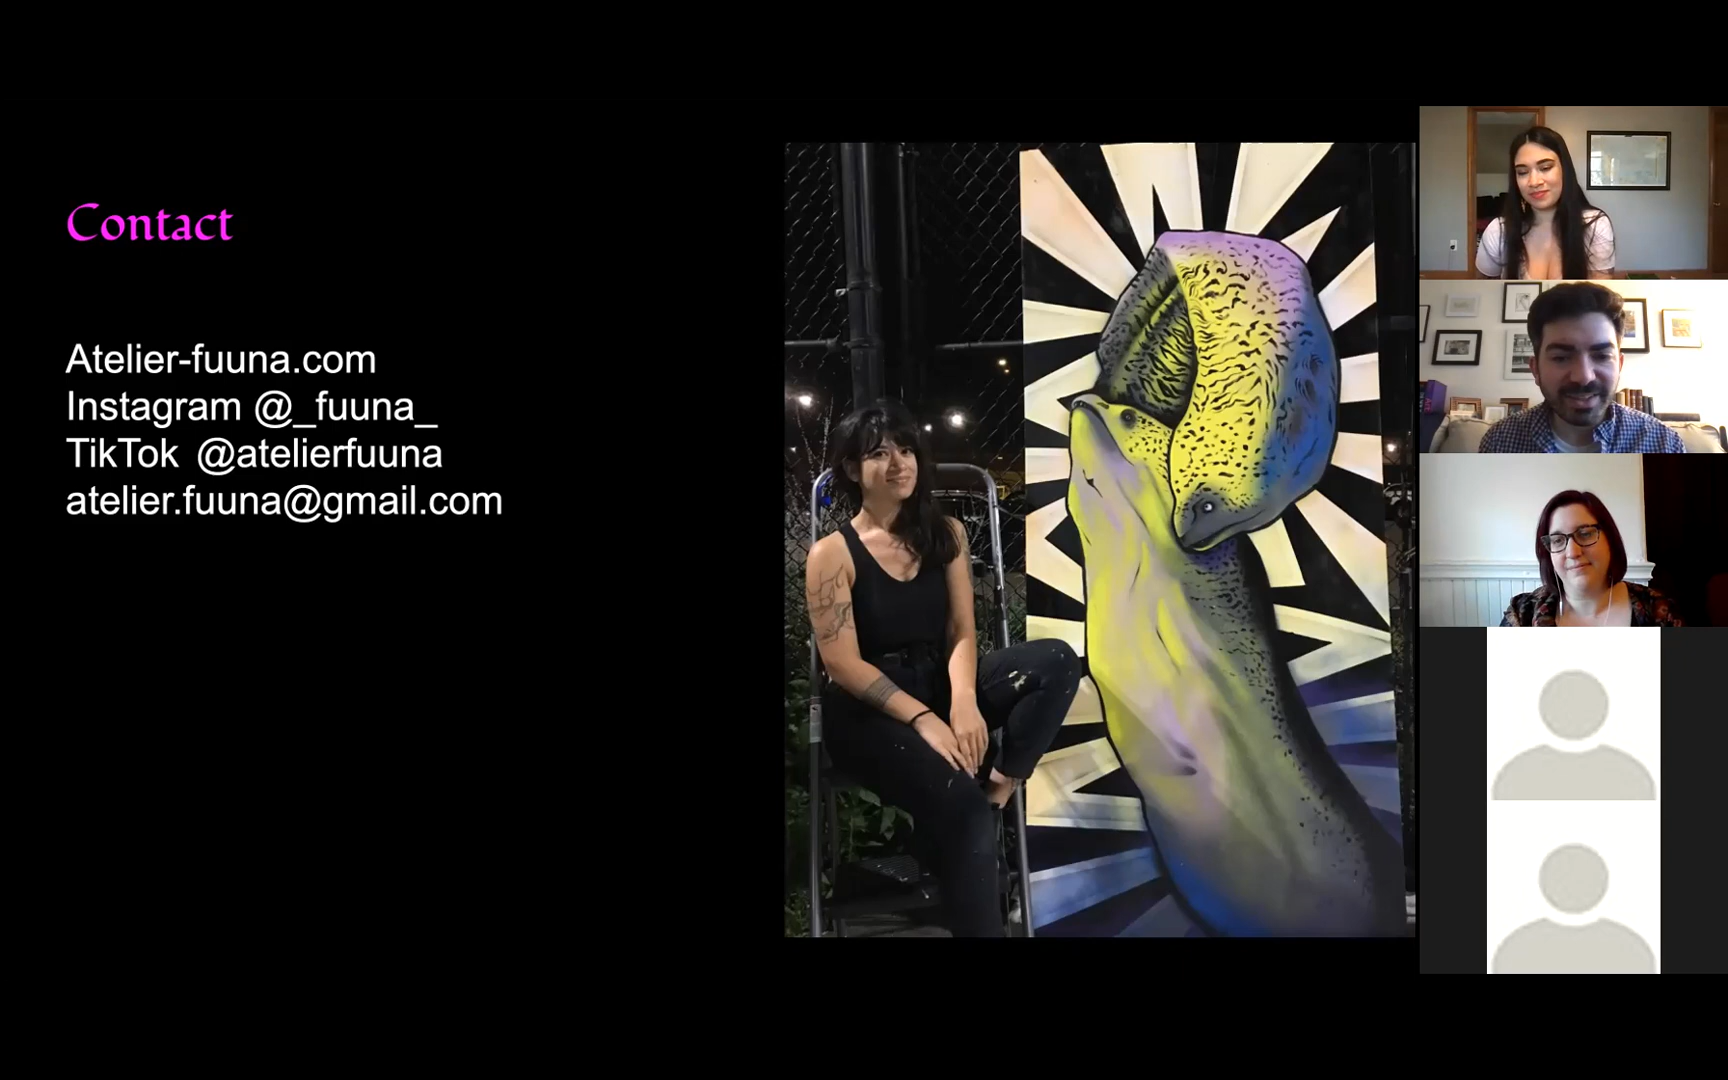 Contact
Atelier-fuuna.com
Instagram @_fuuna_
TikTok @atelierfuuna
atelier.fuuna@gmail.com